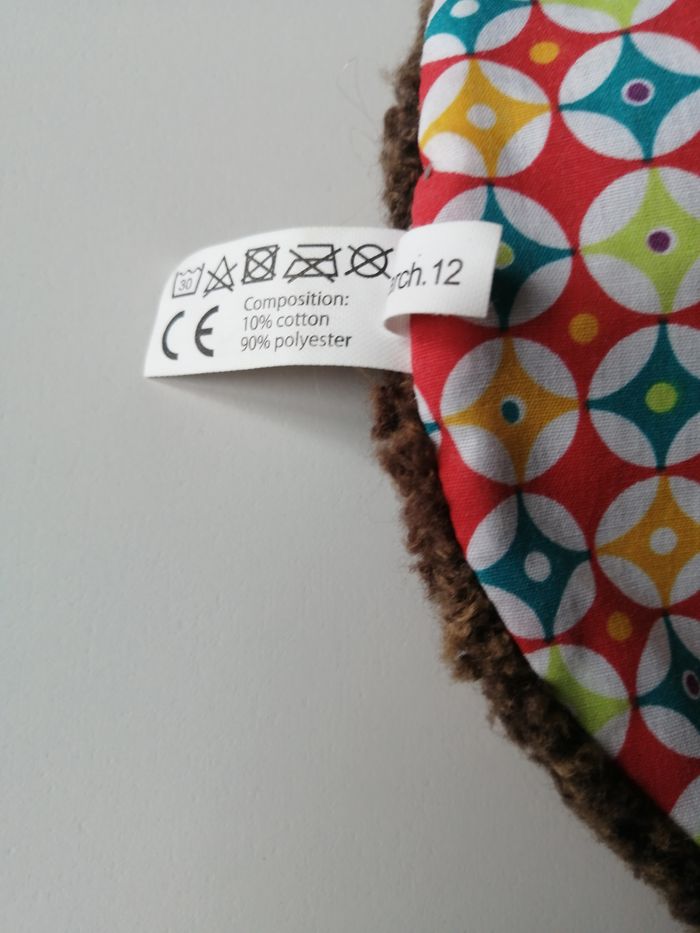 30
CE
Composition:
10% cotton
90% polyester
rch. 12